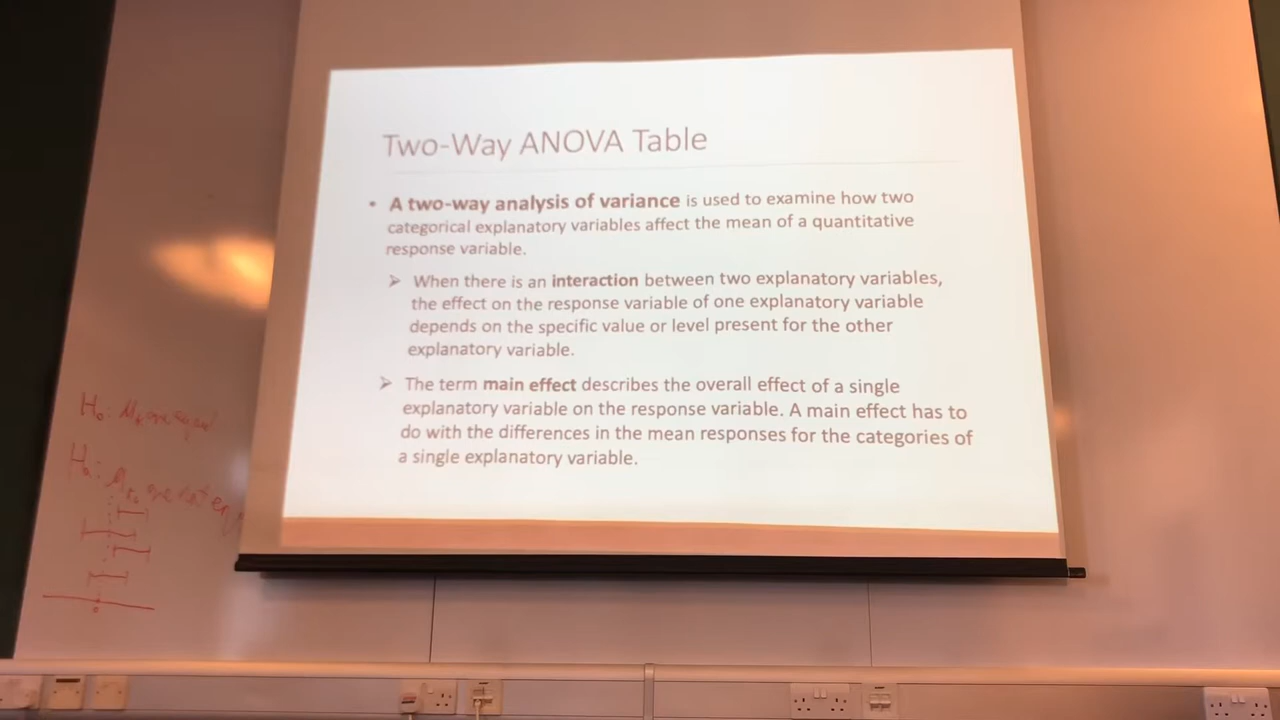 Two-Way ANOVA Table
• A two-way analysis of variance is used to examine how two
categorical explanatory variables affect the mean of a quantitative
response variable.
➢ When there is an interaction between two explanatory variables,
the effect on the response variable of one explanatory variable
depends on the specific value or level present for the other
explanatory variable.
➢ The term main effect describes the overall effect of a single
explanatory variable on the response variable. A main effect has to
do with the differences in the mean responses for the categories of
a single explanatory variable.
H₀:
Hₐ: